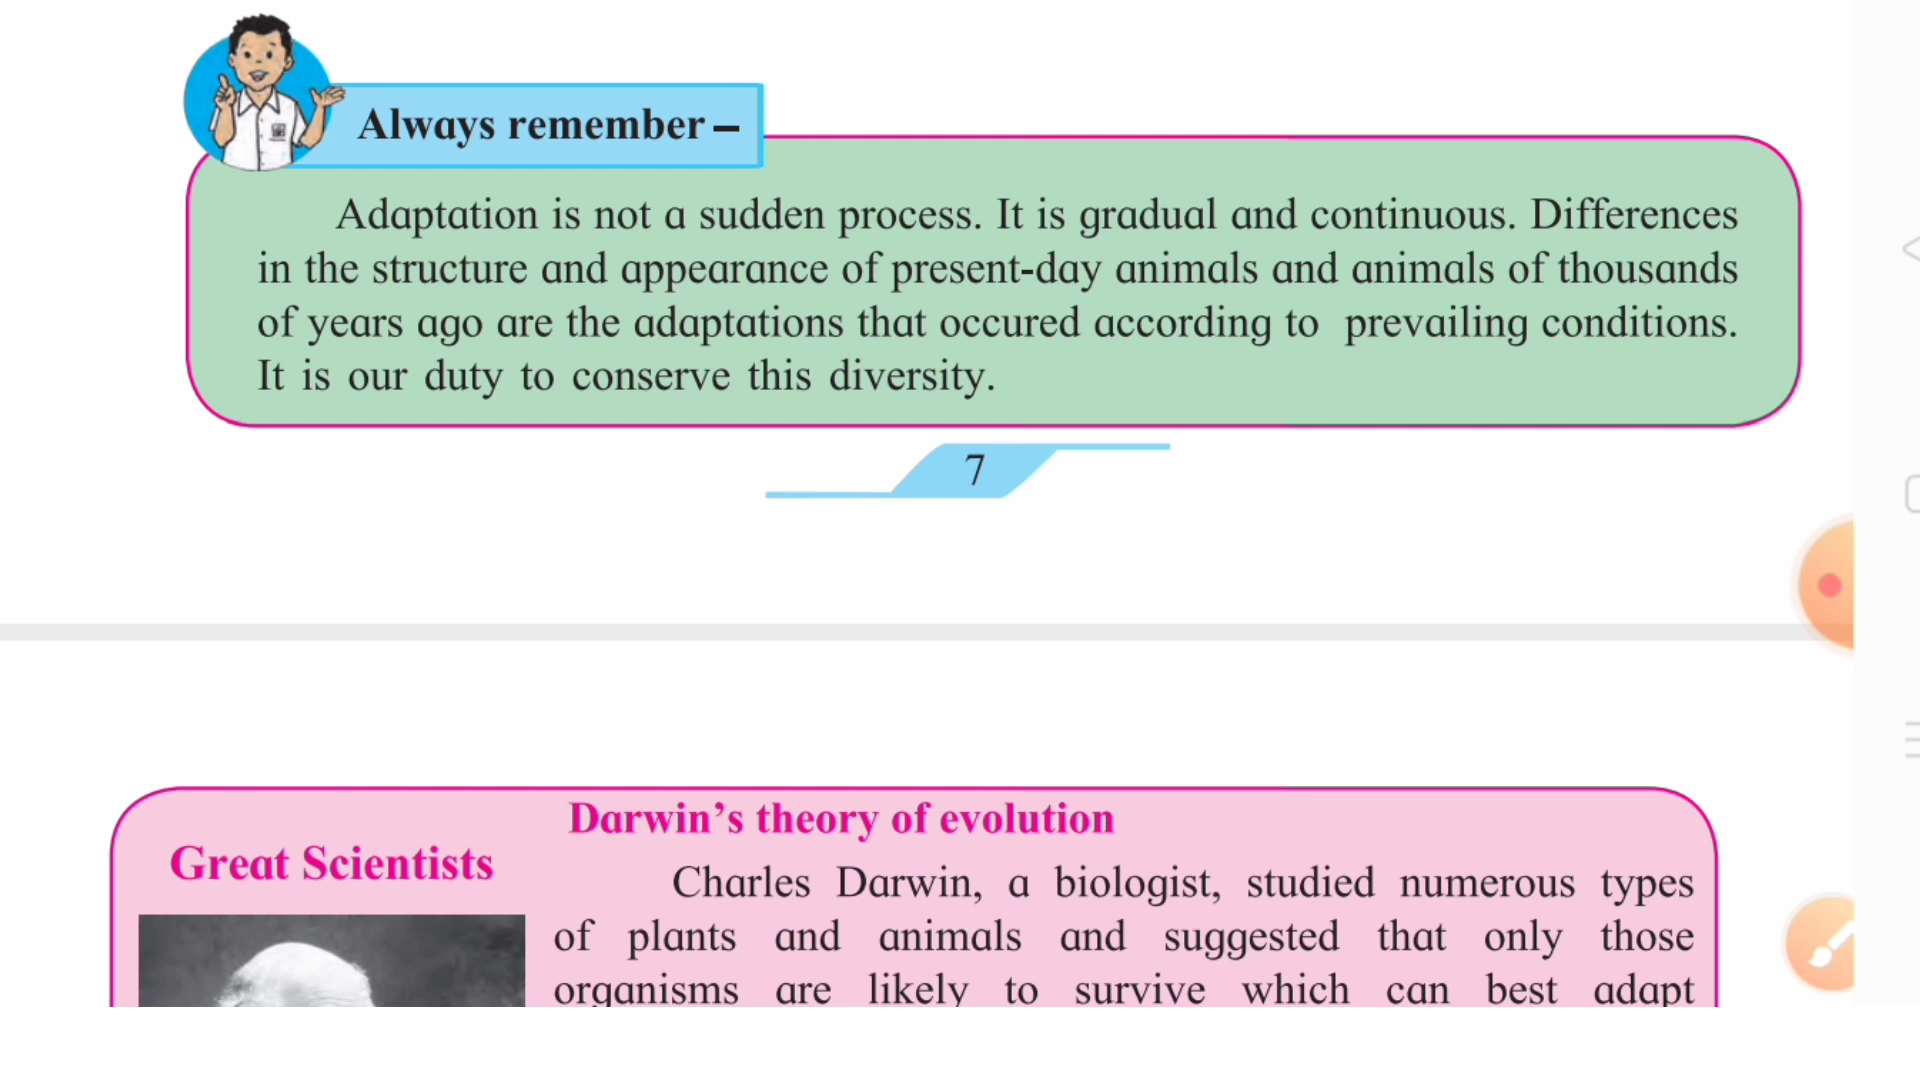 Always remember –
Adaptation is not a sudden process. It is gradual and continuous. Differences
in the structure and appearance of present-day animals and animals of thousands
of years ago are the adaptations that occured according to prevailing conditions.
It is our duty to conserve this diversity.
7
Darwin’s theory of evolution
Great Scientists
Charles Darwin, a biologist, studied numerous types
of plants and animals and suggested that only those
organisms are likely to survive which can best adapt